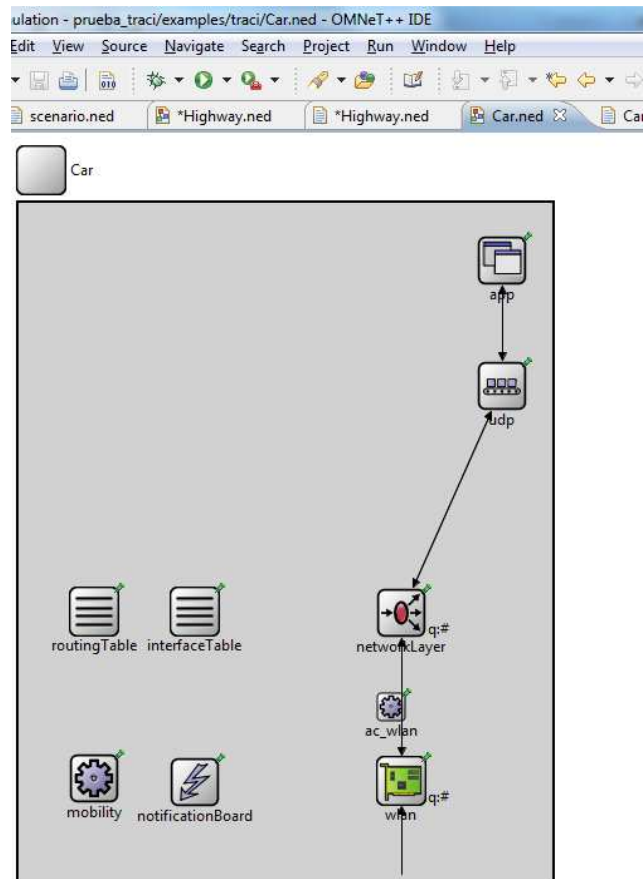 ulation - prueba_traci/examples/traci/Car.ned - OMNeT++ IDE
Edit View Source Navigate Search Project Run Window Help
010
scenario.ned *Highway.ned *Highway.ned Car.ned Car
Car
app
udp
routingTable interfaceTable networkLayer q:#
ac_wlan
mobility notificationBoard wlan q:#